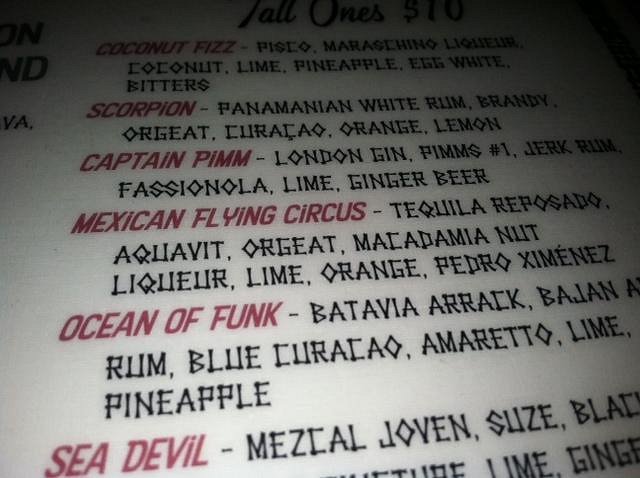 Tall Ones $10
ON
ND
COCONUT FIZZ - PISCO, MARASCHINO LIQUEUR,
COCONUT, LIME, PINEAPPLE, EGG WHITE,
BITTERS
AVA,
SCORPION - PANAMANIAN WHITE RUM, BRANDY,
ORGEAT, CURAÇAO, ORANGE, LEMON
CAPTAIN PIMM - LONDON GIN, PIMMS #1, JERK RUM,
FASSIONOLA, LIME, GINGER BEER
MEXICAN FLYING CIRCUS - TEQUILA REPOSADO,
AQUAVIT, ORGEAT, MACADAMIA NUT
LIQUEUR, LIME, ORANGE, PEDRO XIMÉNEZ
OCEAN OF FUNK - BATAVIA ARRACK, BAJAN
RUM, BLUE CURACAO, AMARETTO, LIME,
PINEAPPLE
SEA DEVIL - MEZCAL JOVEN, SUZE,
LIME,